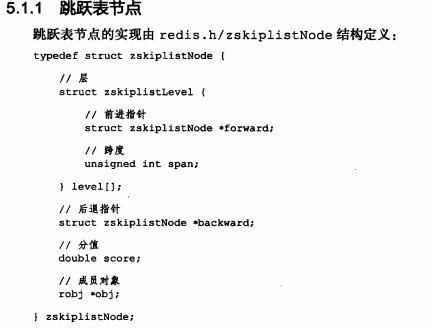 5.1.1 跳跃表节点
跳跃表节点的实现由 redis.h/zskiplistNode 结构定义：
typedef struct zskiplistNode {
// 层
struct zskiplistLevel {
// 前进指针
struct zskiplistNode *forward;
// 跨度
unsigned int span;
} level[];
// 后退指针
struct zskiplistNode *backward;
// 分值
double score;
// 成员对象
robj *obj;
} zskiplistNode;